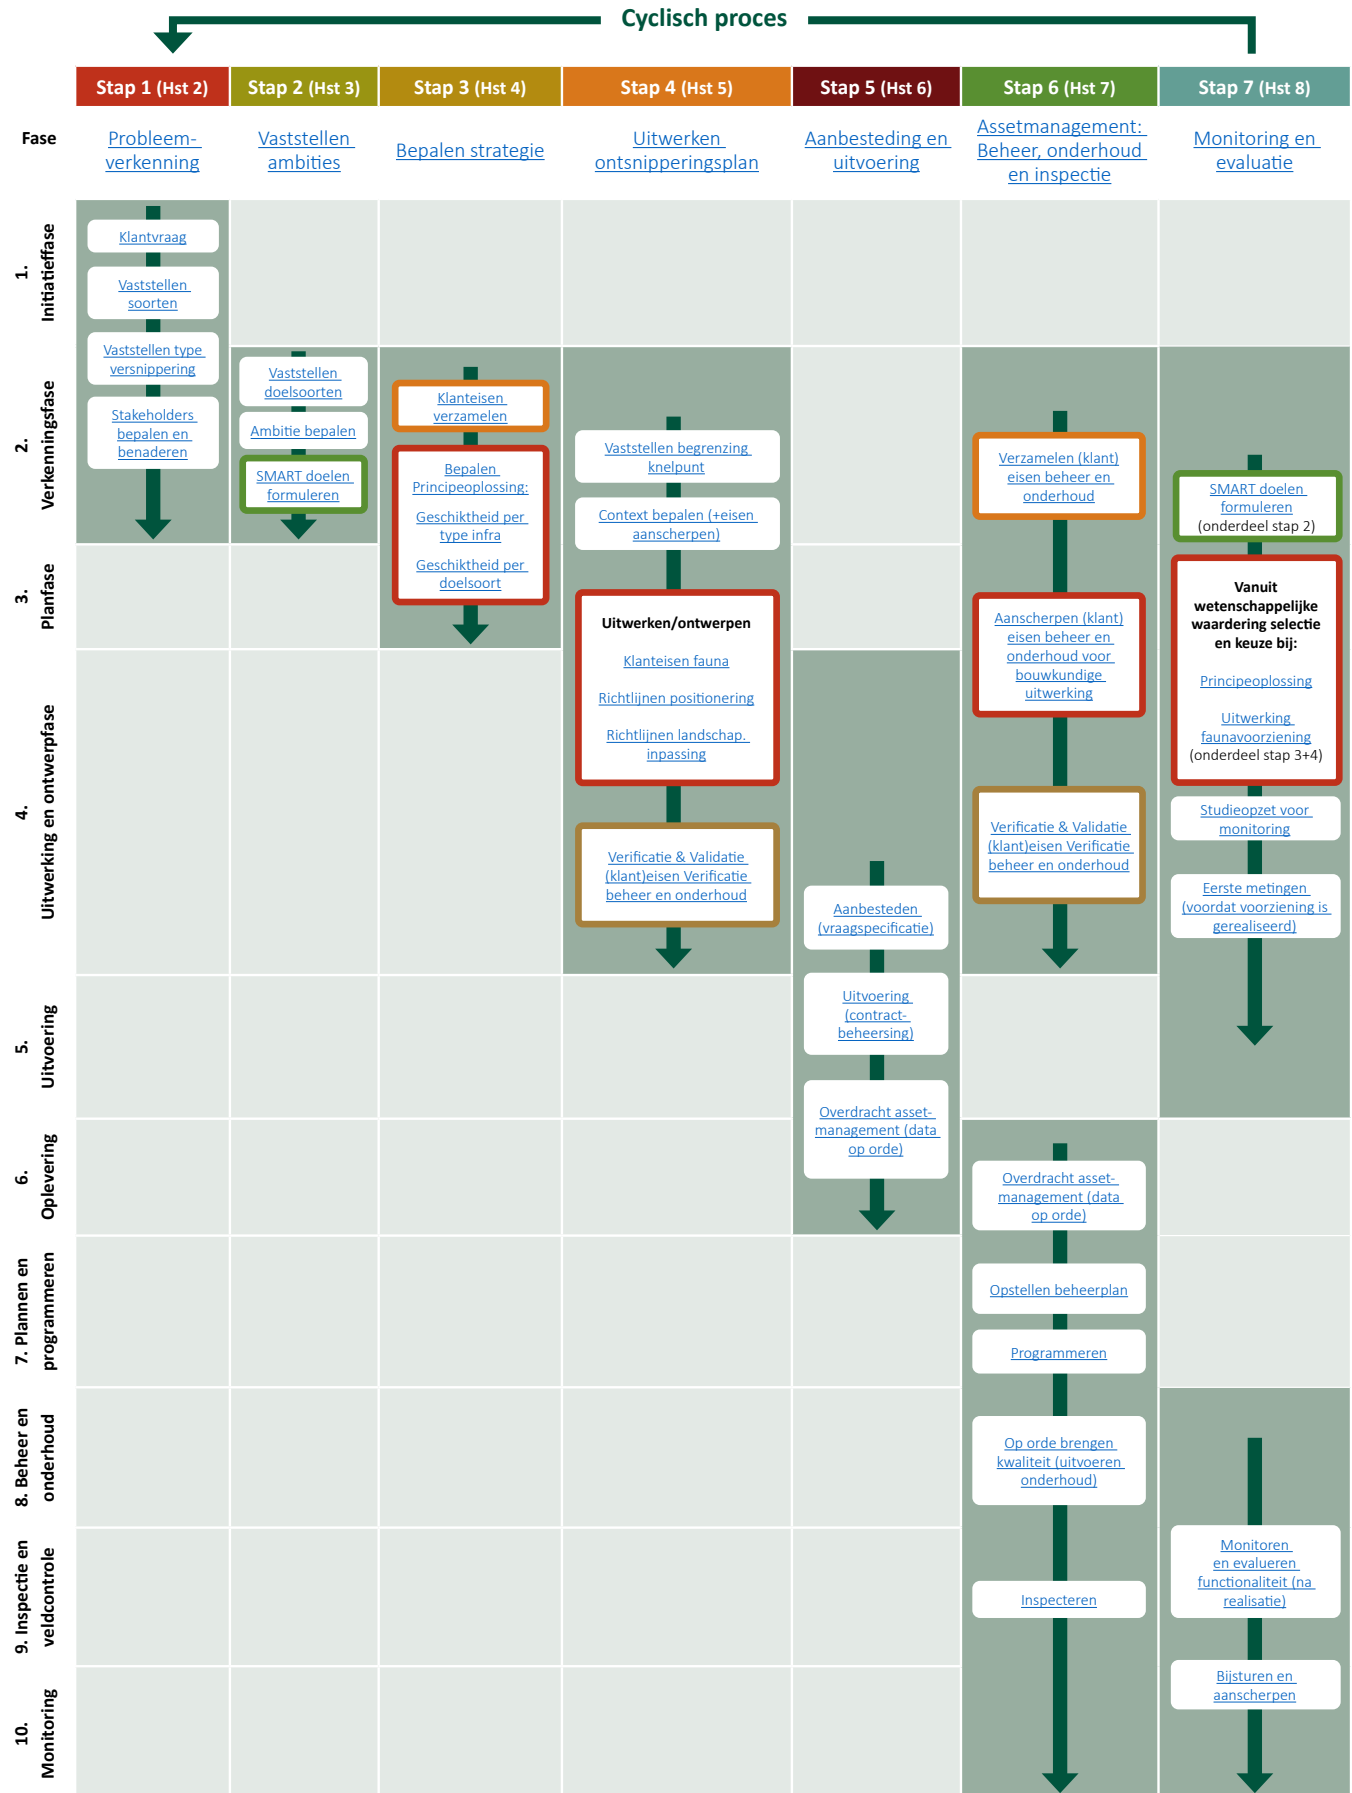 Cyclisch proces
Stap 1 (Hst 2)
Stap 2 (Hst 3)
Stap 3 (Hst 4)
Stap 4 (Hst 5)
Stap 5 (Hst 6)
Stap 6 (Hst 7)
Stap 7 (Hst 8)
Fase
Probleem-
verkenning
Vaststellen
ambities
Bepalen strategie
Uitwerken
ontsnipperingsplan
Aanbesteding en
uitvoering
Assetmanagement:
Beheer, onderhoud
en inspectie
Monitoring en
evaluatie
1.
Initiatieffase
2.
Verkenningsfase
3.
Planfase
4.
Uitwerking en ontwerpfase
5.
Uitvoering
6.
Oplevering
7. Plannen en
programmeren
8. Beheer en
onderhoud
9. Inspectie en
veldcontrole
10.
Monitoring
Klantvraag
Vaststellen
soorten
Vaststellen type
versnippering
Stakeholders
bepalen en
benaderen
Vaststellen
doelsoorten
Ambitie bepalen
SMART doelen
formuleren
Klanteisen
verzamelen
Bepalen
Principeoplossing:
Geschiktheid per
type infra
Geschiktheid per
doelsoort
Vaststellen begrenzing
knelpunt
Context bepalen (+eisen
aanscherpen)
Uitwerken/ontwerpen
Klanteisen fauna
Richtlijnen positionering
Richtlijnen landschap.
inpassing
Verificatie & Validatie
(klant)eisen Verificatie
beheer en onderhoud
Aanbesteden
(vraagspecificatie)
Uitvoering
(contract-
beheersing)
Overdracht asset-
management (data
op orde)
Verzamelen (klant)
eisen beheer en
onderhoud
Aanscherpen (klant)
eisen beheer en
onderhoud voor
bouwkundige
uitwerking
Verificatie & Validatie
(klant)eisen Verificatie
beheer en onderhoud
Overdracht asset-
management (data
op orde)
Opstellen beheerplan
Programmeren
Op orde brengen
kwaliteit (uitvoeren
onderhoud)
Inspecteren
SMART doelen
formuleren
(onderdeel stap 2)
Vanuit
wetenschappelijke
waardering selectie
en keuze bij:
Principeoplossing
Uitwerking
faunavoorziening
(onderdeel stap 3+4)
Studieopzet voor
monitoring
Eerste metingen
(voordat voorziening is
gerealiseerd)
Monitoren
en evalueren
functionaliteit (na
realisatie)
Bijsturen en
aanscherpen